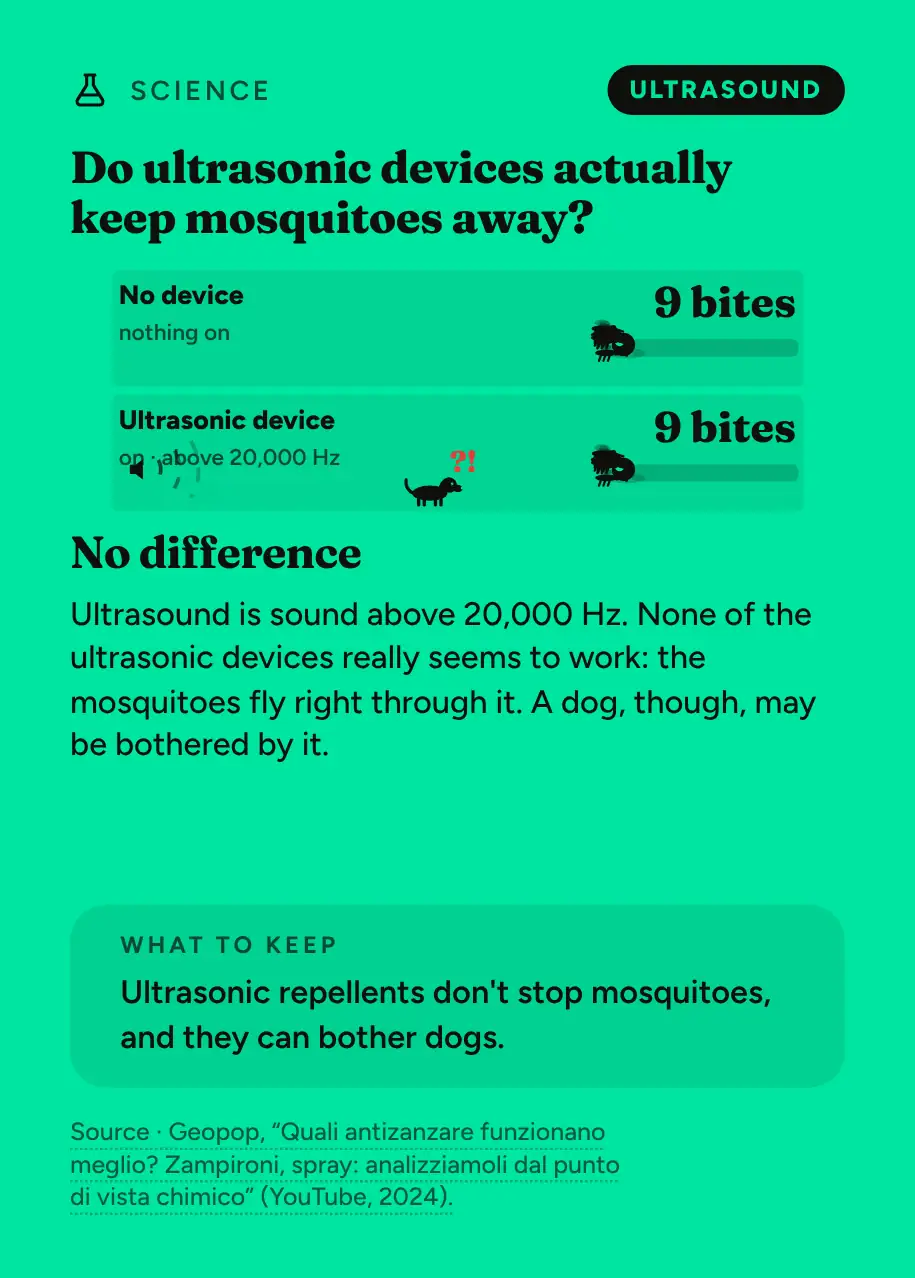 SCIENCE
ULTRASOUND
Do ultrasonic devices actually
keep mosquitoes away?
No device
9 bites
nothing on
Ultrasonic device
9 bites
on · above 20,000 Hz
?!
No difference
Ultrasound is sound above 20,000 Hz. None of the
ultrasonic devices really seems to work: the
mosquitoes fly right through it. A dog, though, may
be bothered by it.
WHAT TO KEEP
Ultrasonic repellents don't stop mosquitoes,
and they can bother dogs.
Source · Geopop, “Quali antizanzare funzionano
meglio? Zampironi, spray: analizziamoli dal punto
di vista chimico” (YouTube, 2024).